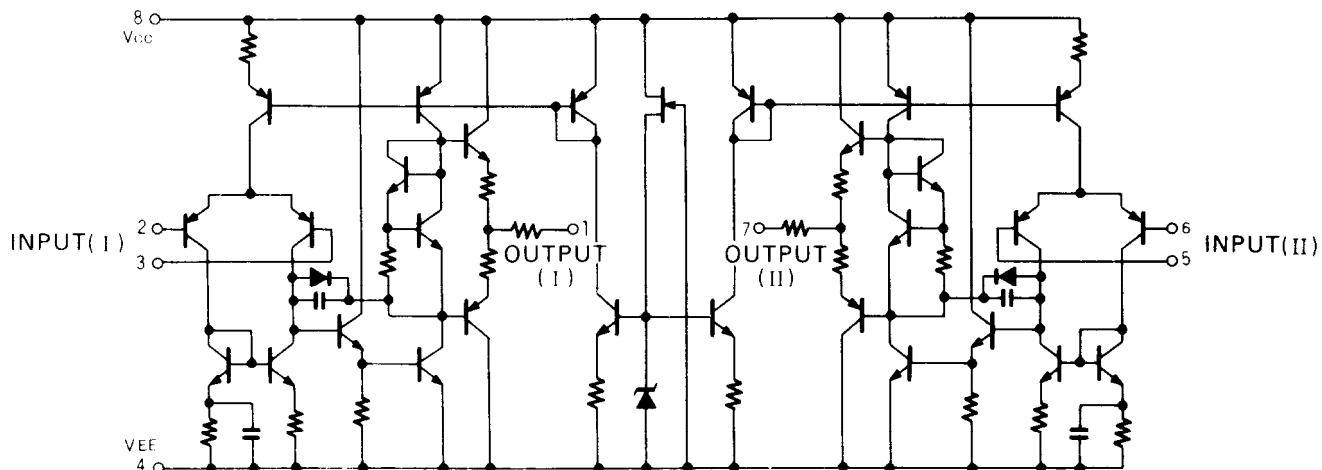 8
Vcc
INPUT(I)
2
3
1
OUTPUT
(I)
7
OUTPUT
(II)
6
5
INPUT(II)
VEE
4